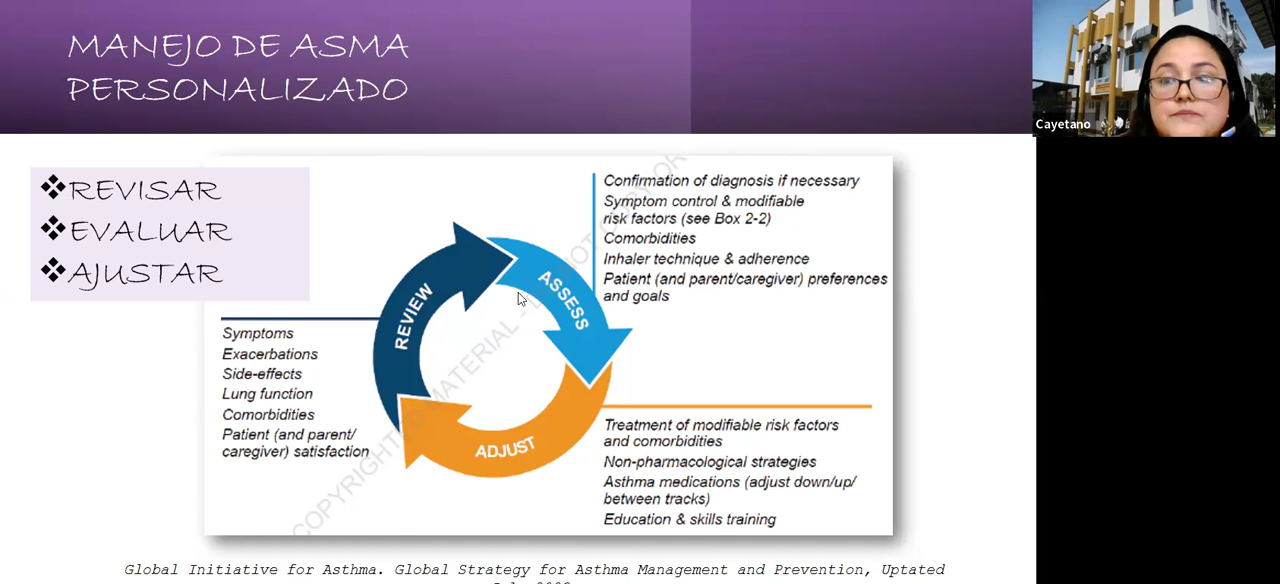 MANEJO DE ASMA
PERSONALIZADO
Cayetano
❖REVISAR
❖EVALUAR
❖AJUSTAR
Confirmation of diagnosis if necessary
Symptom control & modifiable
risk factors (see Box 2-2)
Comorbidities
Inhaler technique & adherence
Patient (and parent/caregiver) preferences
and goals
REVIEW
ASSESS
ADJUST
Symptoms
Exacerbations
Side-effects
Lung function
Comorbidities
Patient (and parent/
caregiver) satisfaction
Treatment of modifiable risk factors
and comorbidities
Non-pharmacological strategies
Asthma medications (adjust down/up/
between tracks)
Education & skills training
COPYRIGHTED MATERIAL - NOT COPY OR
Global Initiative for Asthma. Global Strategy for Asthma Management and Prevention, Uptated